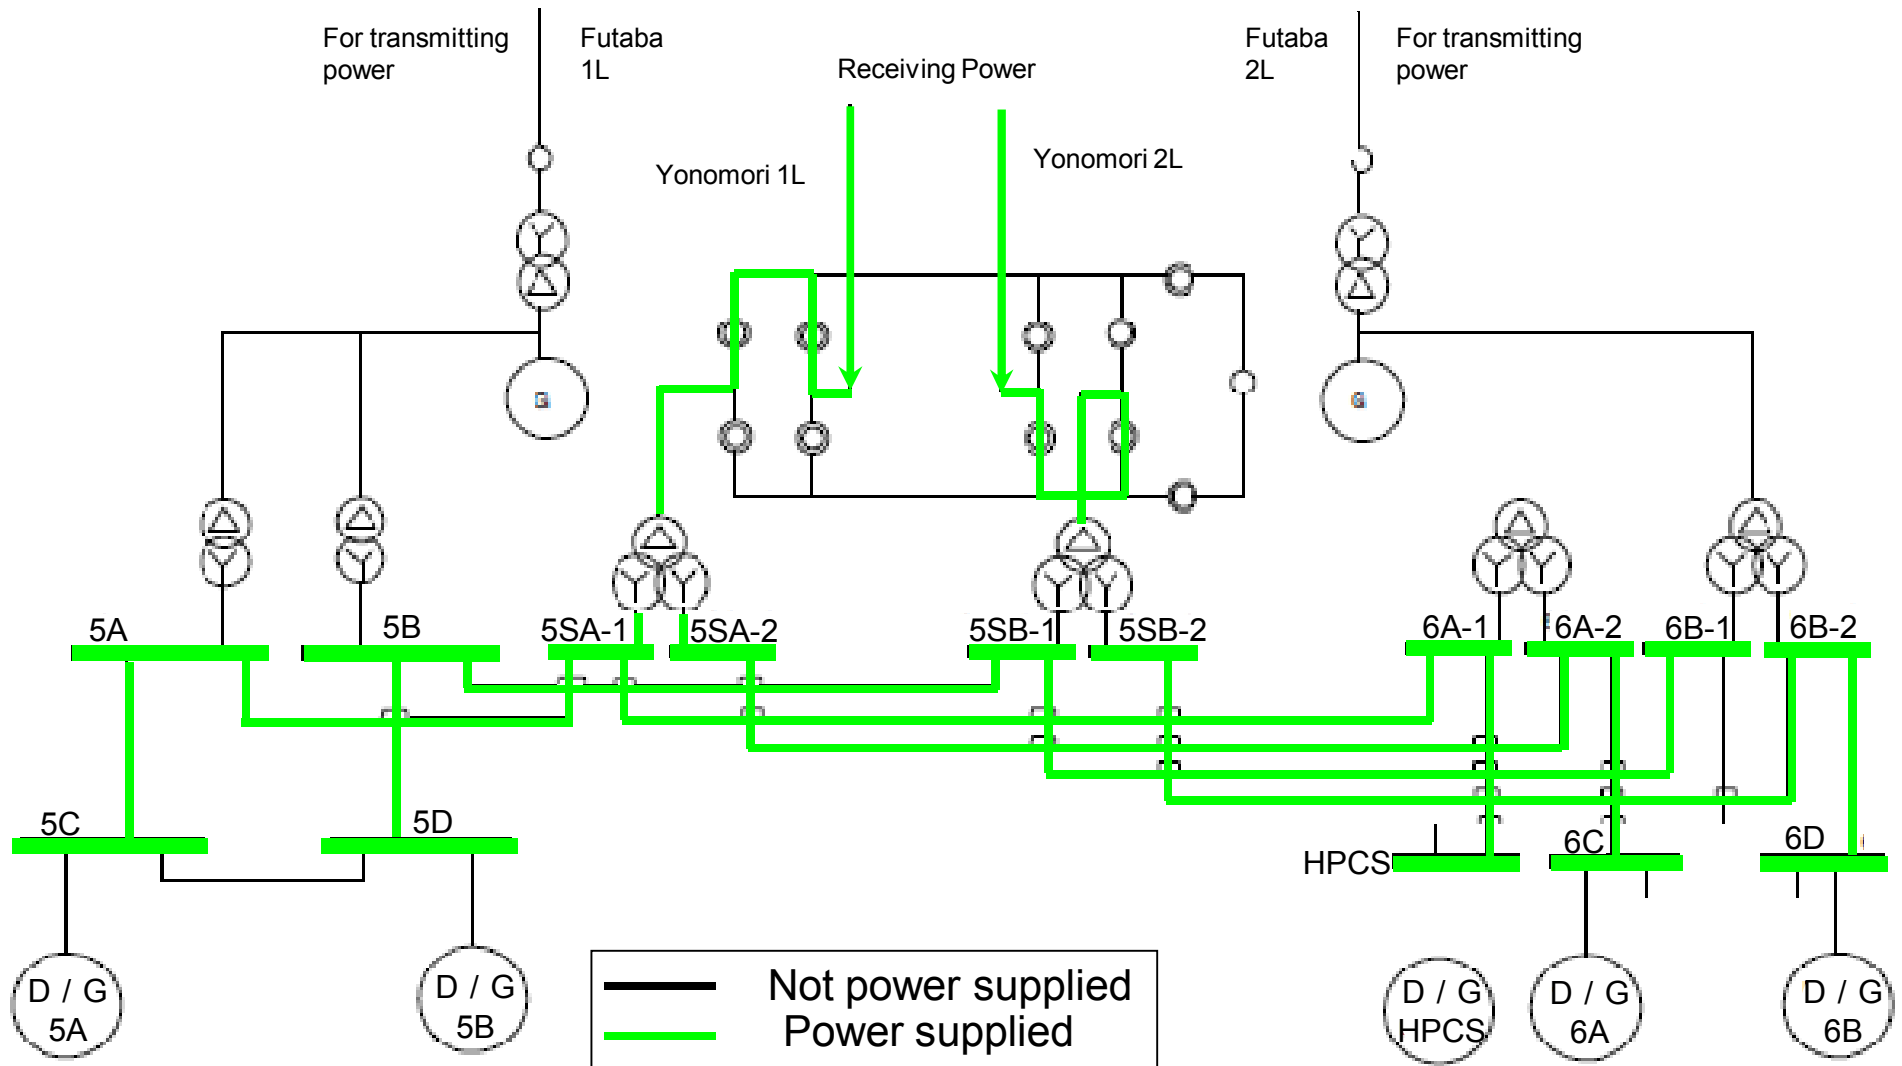 For transmitting
power
Futaba
1L
Receiving Power
Futaba
2L
For transmitting
power
Yonomori 1L
Yonomori 2L
G
G
5A
5B
5SA-1
5SA-2
5SB-1
5SB-2
6A-1
6A-2
6B-1
6B-2
5C
5D
HPCS
6C
6D
D / G
5A
D / G
5B
D / G
HPCS
D / G
6A
D / G
6B
Not power supplied
Power supplied